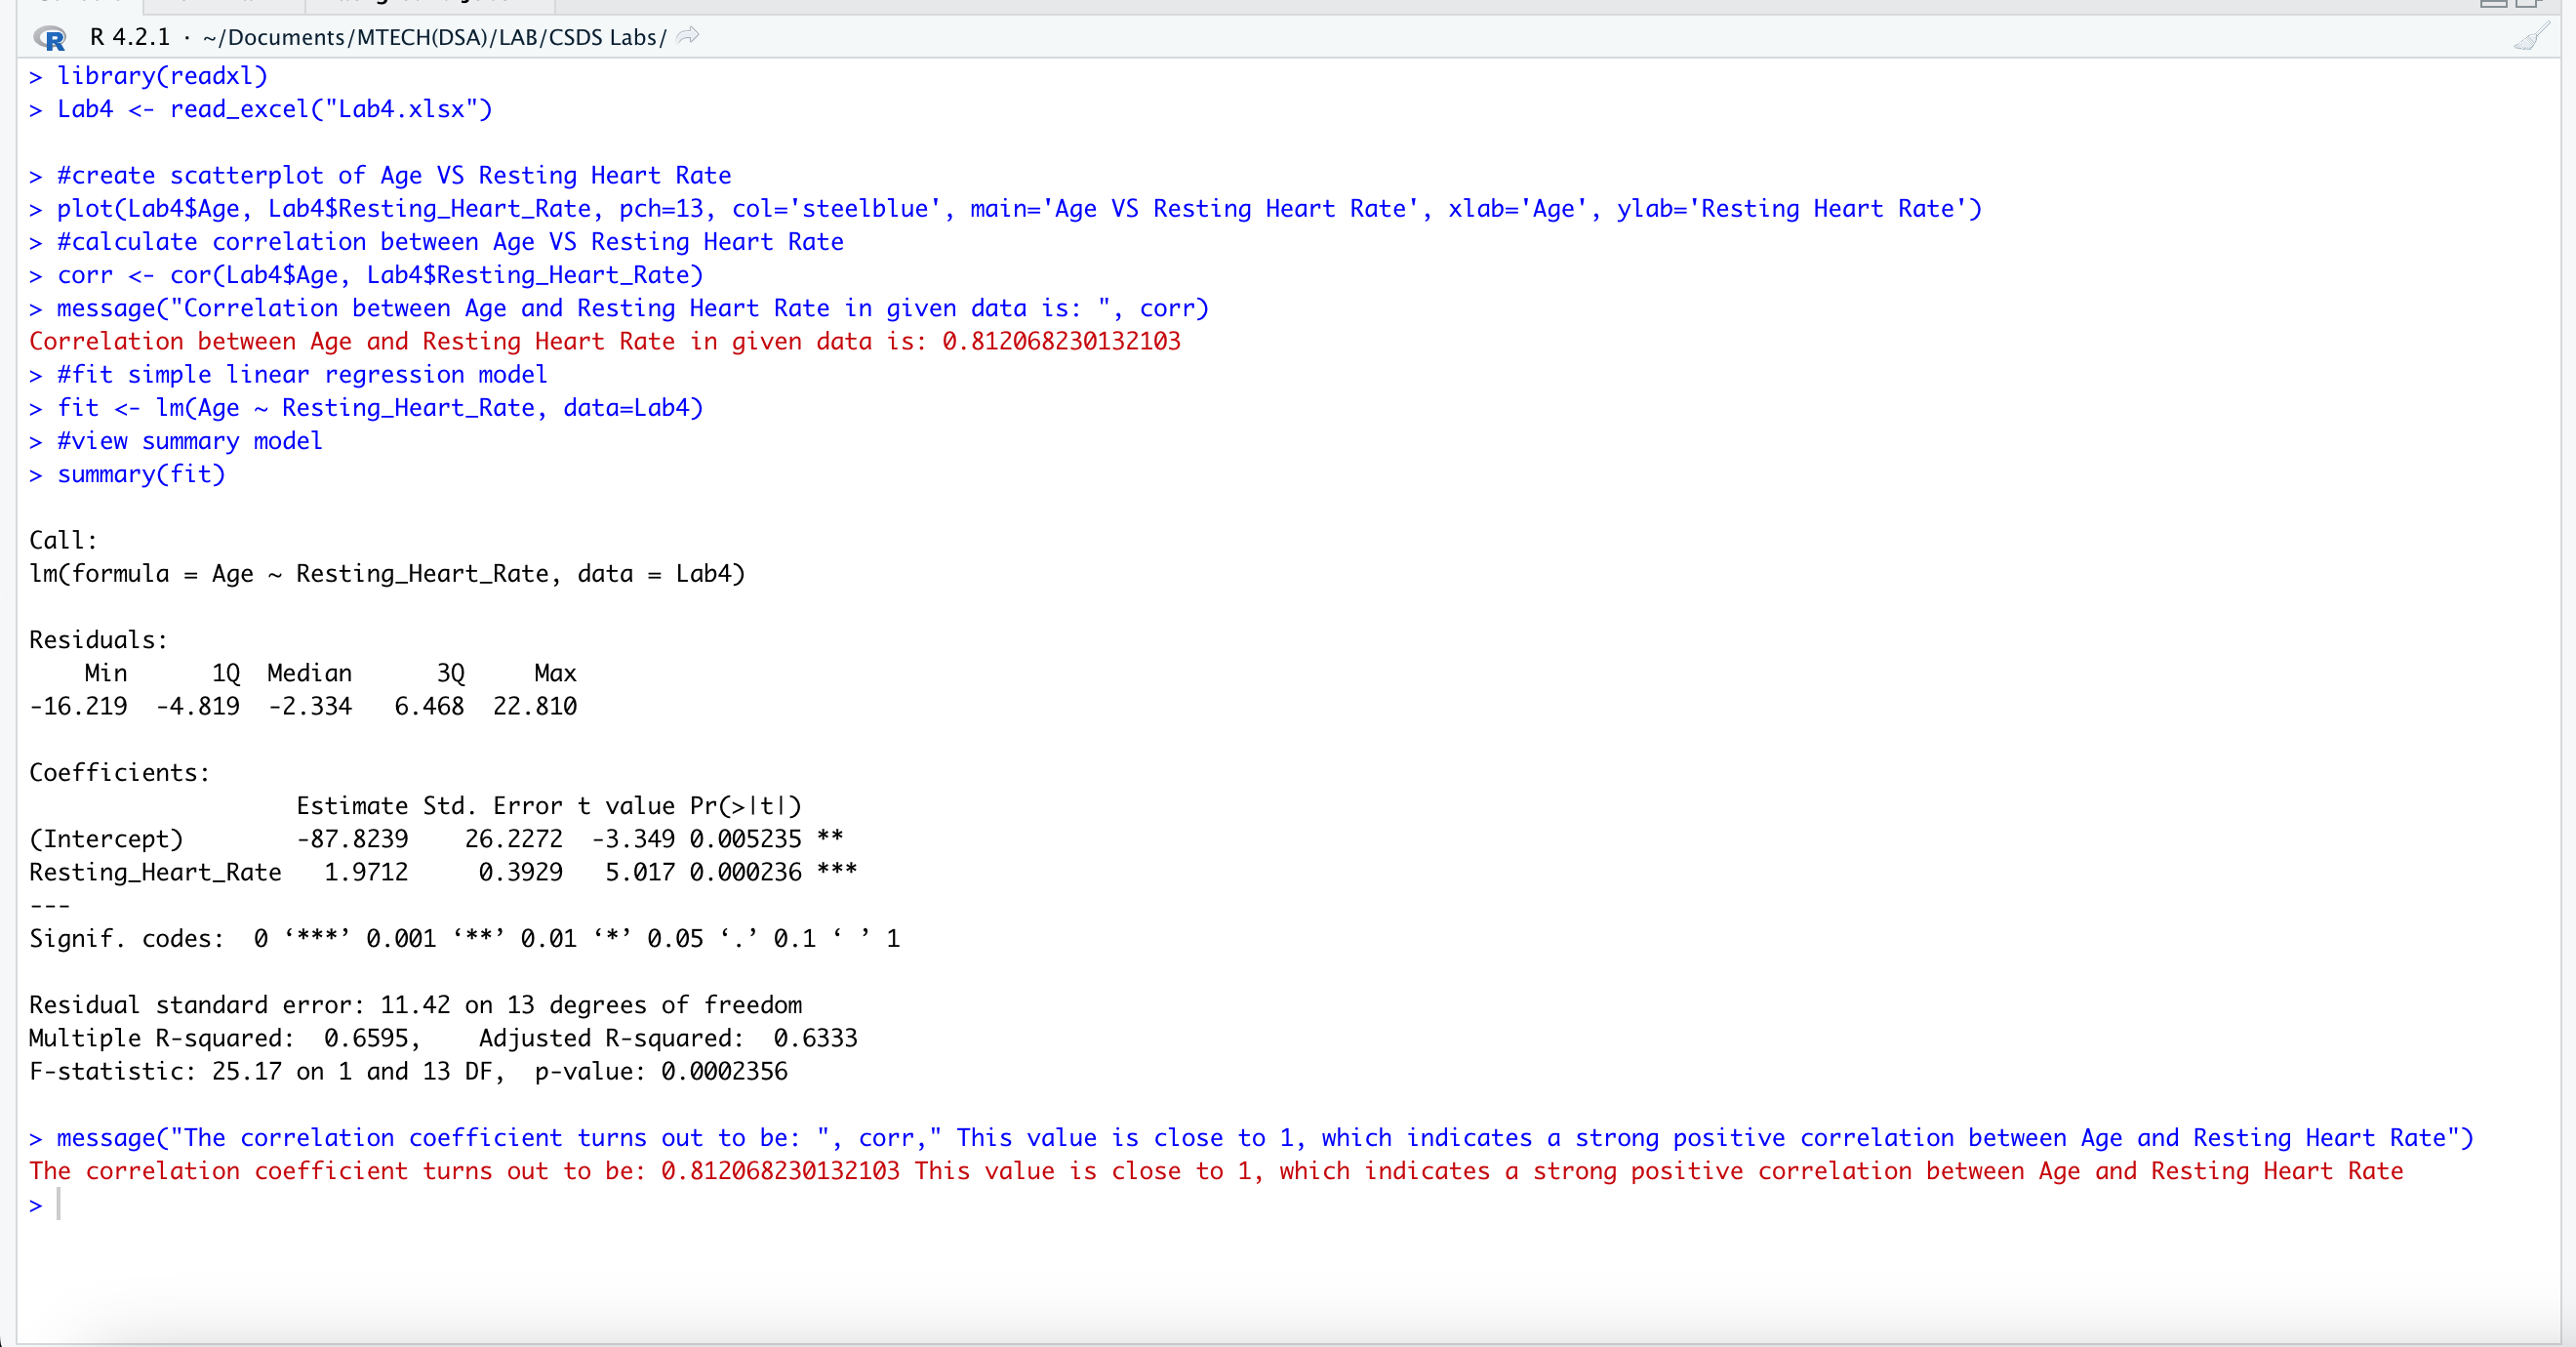 R 4.2.1 · ~/Documents/MTECH(DSA)/LAB/CSDS Labs/
> library(readxl)
> Lab4 <- read_excel("Lab4.xlsx")
> #create scatterplot of Age VS Resting Heart Rate
> plot(Lab4$Age, Lab4$Resting_Heart_Rate, pch=13, col='steelblue', main='Age VS Resting Heart Rate', xlab='Age', ylab='Resting Heart Rate')
> #calculate correlation between Age VS Resting Heart Rate
> corr <- cor(Lab4$Age, Lab4$Resting_Heart_Rate)
> message("Correlation between Age and Resting Heart Rate in given data is: ", corr)
Correlation between Age and Resting Heart Rate in given data is: 0.812068230132103
> #fit simple linear regression model
> fit <- lm(Age ~ Resting_Heart_Rate, data=Lab4)
> #view summary model
> summary(fit)
Call:
lm(formula = Age ~ Resting_Heart_Rate, data = Lab4)
Residuals:
    Min      1Q  Median      3Q     Max
-16.219  -4.819  -2.334   6.468  22.810
Coefficients:
                   Estimate Std. Error t value Pr(>|t|)
(Intercept)        -87.8239    26.2272  -3.349 0.005235 **
Resting_Heart_Rate   1.9712     0.3929   5.017 0.000236 ***
---
Signif. codes:  0 ‘***’ 0.001 ‘**’ 0.01 ‘*’ 0.05 ‘.’ 0.1 ‘ ’ 1
Residual standard error: 11.42 on 13 degrees of freedom
Multiple R-squared:  0.6595,    Adjusted R-squared:  0.6333
F-statistic: 25.17 on 1 and 13 DF,  p-value: 0.0002356
> message("The correlation coefficient turns out to be: ", corr," This value is close to 1, which indicates a strong positive correlation between Age and Resting Heart Rate")
The correlation coefficient turns out to be: 0.812068230132103 This value is close to 1, which indicates a strong positive correlation between Age and Resting Heart Rate
>